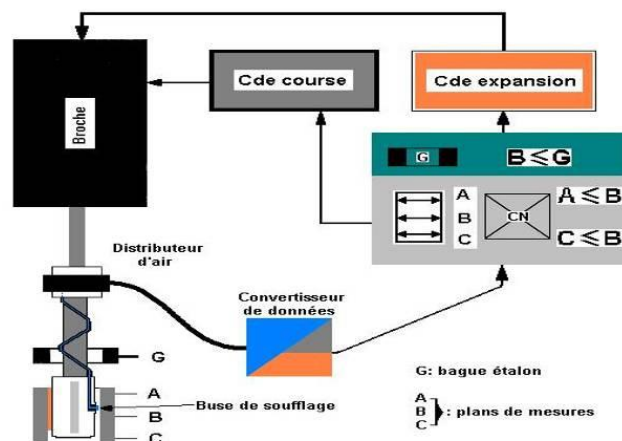 Broche
Cde course
Cde expansion
G
B≤G
A
B
C
CN
A≤B
C≤B
Distributeur
d'air
Convertisseur
de données
G
A
B
C
Buse de soufflage
G: bague étalon
A
B
C
: plans de mesures